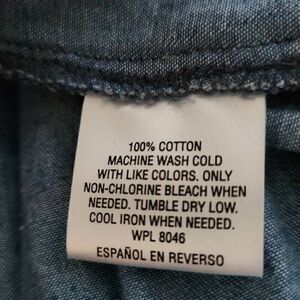 100% COTTON
MACHINE WASH COLD
WITH LIKE COLORS. ONLY
NON-CHLORINE BLEACH WHEN
NEEDED. TUMBLE DRY LOW.
COOL IRON WHEN NEEDED.
WPL 8046
ESPAÑOL EN REVERSO